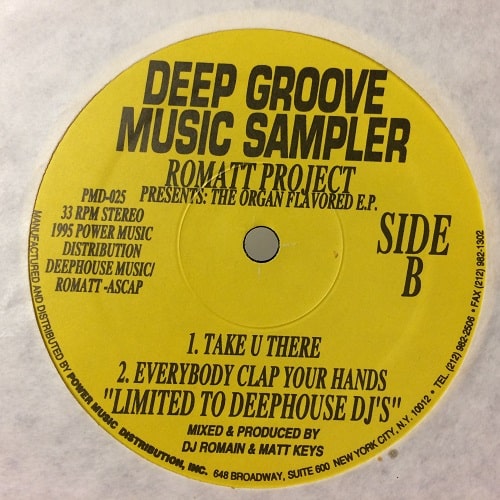 DEEP GROOVE
MUSIC SAMPLER
ROMATT PROJECT
PRESENTS: THE ORGAN FLAVORED E.P.
PMD-025
33 RPM STEREO
1995 POWER MUSIC
DISTRIBUTION
DEEPHOUSE MUSIC/
ROMATT -ASCAP
SIDE
B
1. TAKE U THERE
2. EVERYBODY CLAP YOUR HANDS
"LIMITED TO DEEPHOUSE DJ'S"
MIXED & PRODUCED BY
DJ ROMAIN & MATT KEYS
MANUFACTURED AND DISTRIBUTED BY POWER MUSIC DISTRIBUTION, INC. 648 BROADWAY, SUITE 600 NEW YORK CITY, N.Y. 10012 • TEL (212) 982-2506 • FAX (212) 982-1302